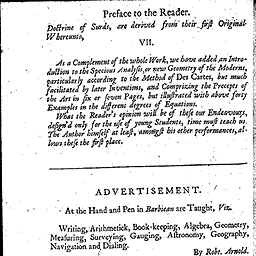 Preface to the Reader.
Doctrine of Surds, are derived from their first Original
Whereunto,
VII.
As a Complement of the whole Work, we have added an Intro-
duction to the Specious Analysis, or new Geometry of the Moderns,
particularly according to the Method of Des Cartes, but much
facilitated by later Inventions, and Comprizing the Precepts of
the Art in six or seven Pages, but illustrated with above forty
Examples in the different degrees of Equations.
What the Reader's opinion will be of these our Endeavours,
design'd only for the use of young Students, time must teach us.
The Author himself at least, amongst his other performances, al-
lows these the first place.
ADVERTISEMENT.
At the Hand and Pen in Barbican are Taught, Viz.
Writing, Arithmetick, Book-keeping, Algebra, Geometry,
Measuring, Surveying, Gauging, Astronomy, Geography,
Navigation and Dialing.
By Robt. Arnold.